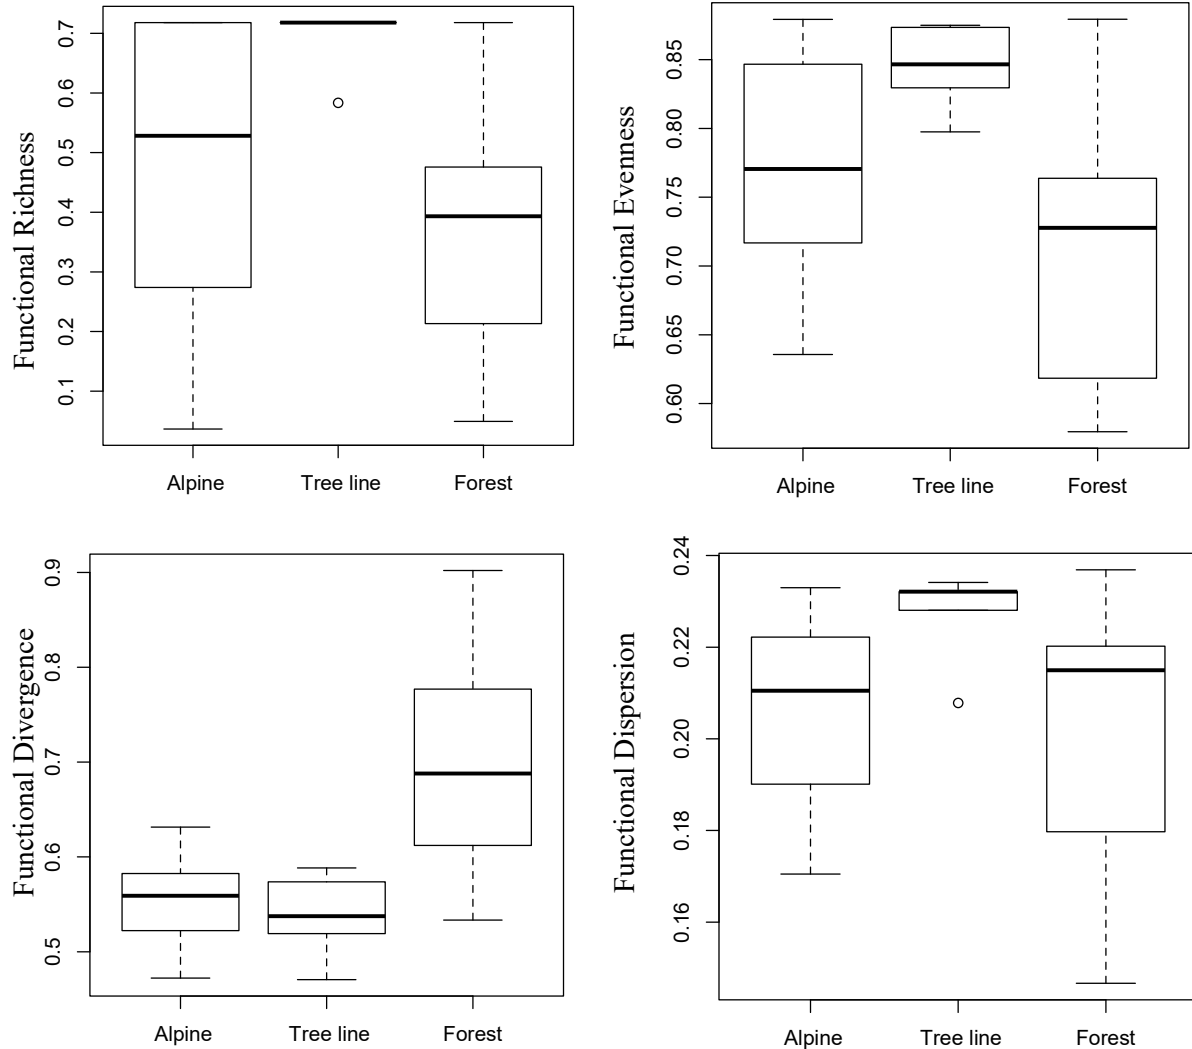 Functional Richness
0.7
0.6
0.5
0.4
0.3
0.2
0.1
Alpine Tree line Forest
Functional Evenness
0.85
0.80
0.75
0.70
0.65
0.60
Alpine Tree line Forest
Functional Divergence
0.9
0.8
0.7
0.6
0.5
Alpine Tree line Forest
Functional Dispersion
0.24
0.22
0.20
0.18
0.16
Alpine Tree line Forest